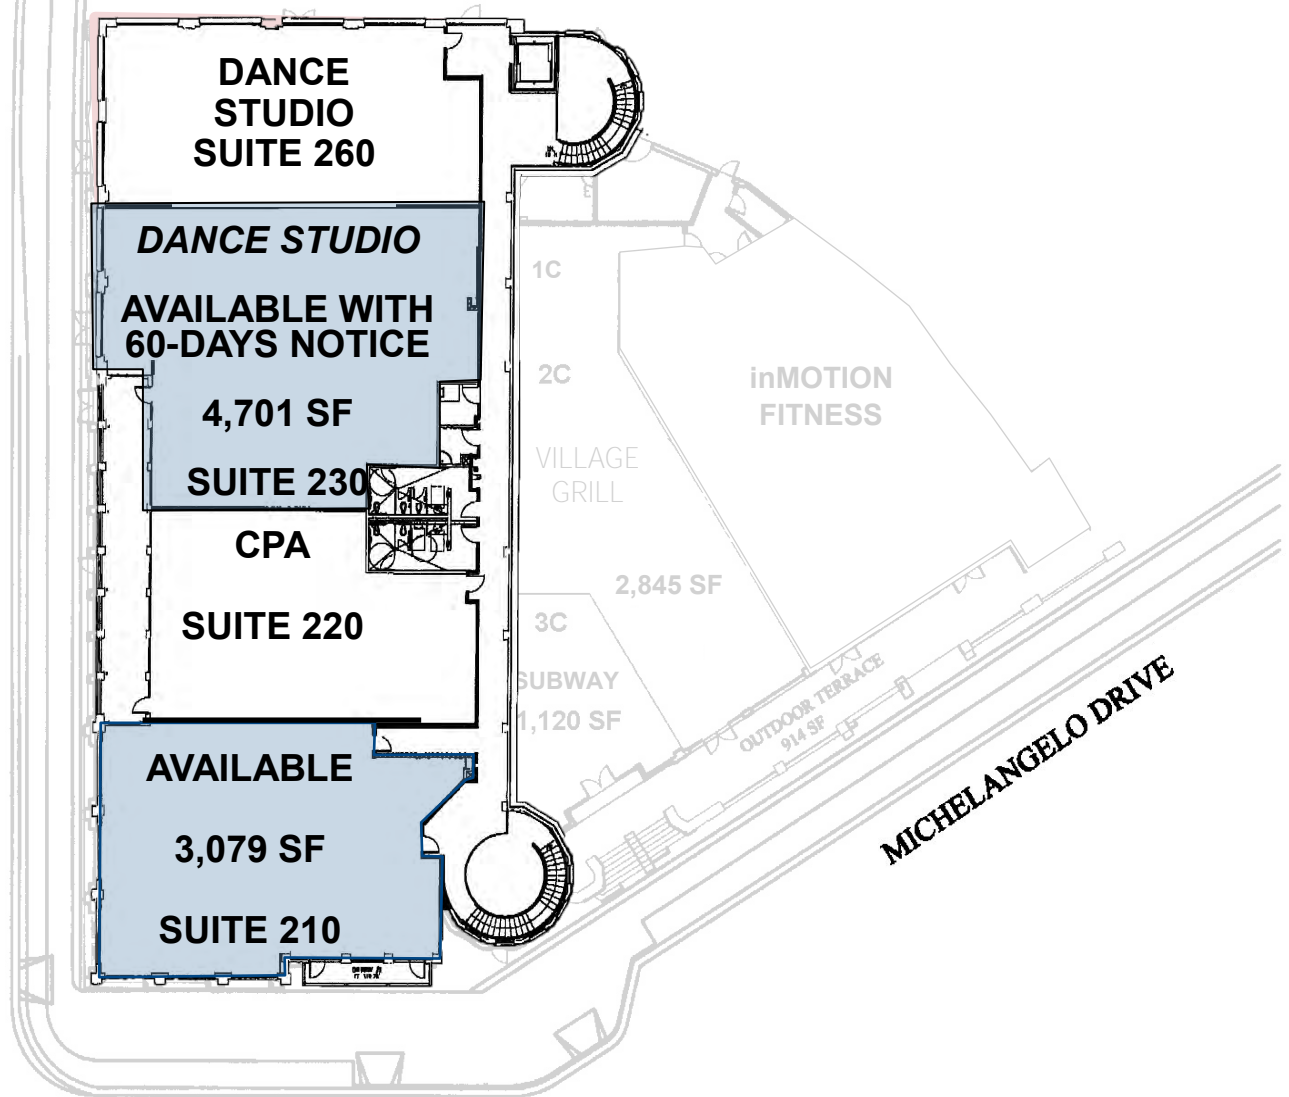 DANCE
STUDIO
SUITE 260
DANCE STUDIO
AVAILABLE WITH
60-DAYS NOTICE
4,701 SF
SUITE 230
CPA
SUITE 220
AVAILABLE
3,079 SF
SUITE 210
1C
2C
VILLAGE
GRILL
2,845 SF
3C
SUBWAY
1,120 SF
inMOTION
FITNESS
OUTDOOR TERRACE
914 SF
MICHELANGELO DRIVE